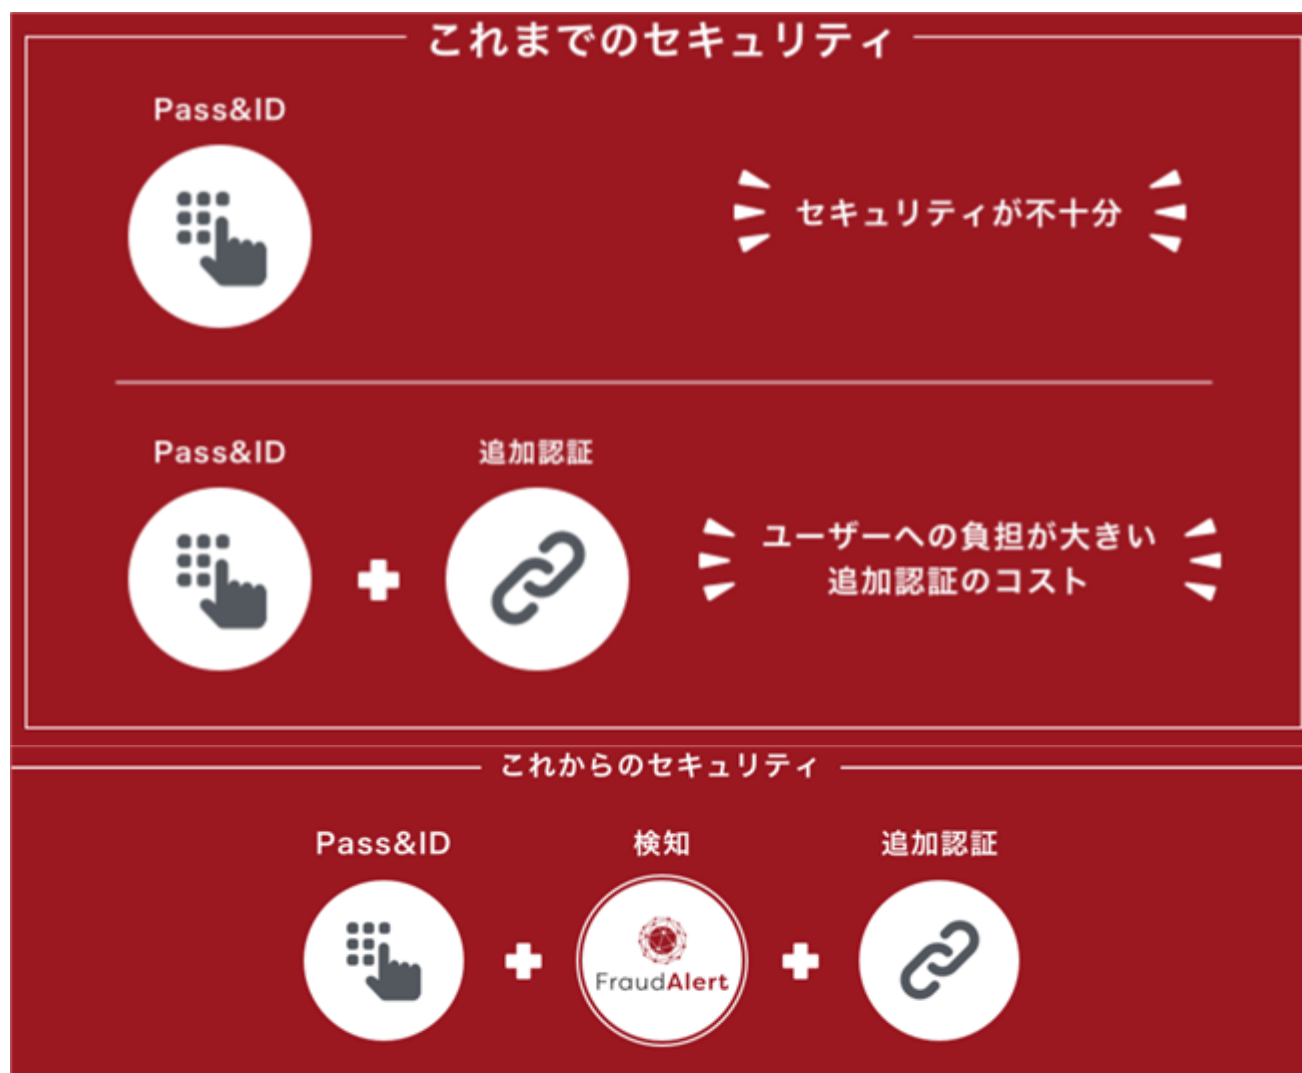 これまでのセキュリティ
Pass&ID
セキュリティが不十分
Pass&ID
追加認証
ユーザーへの負担が大きい
追加認証のコスト
これからのセキュリティ
Pass&ID
検知
追加認証
FraudAlert